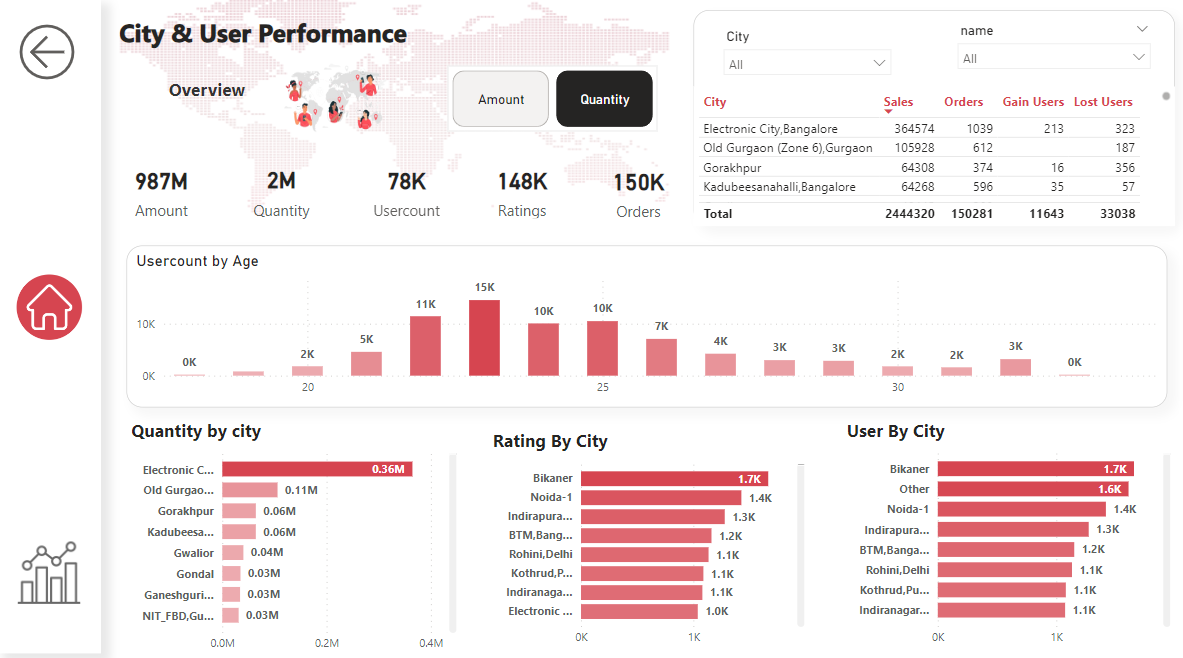 City & User Performance
Overview
Amount
Quantity
987M
Amount
2M
Quantity
78K
Usercount
148K
Ratings
150K
Orders
City
All
name
All
City Sales Orders Gain Users Lost Users
Electronic City,Bangalore 364574 1039 213 323
Old Gurgaon (Zone 6),Gurgaon 105928 612 187
Gorakhpur 64308 374 16 356
Kadubeesanahalli,Bangalore 64268 596 35 57
Total 2444320 150281 11643 33038
Usercount by Age
10K
0K
0K
2K
5K
11K
15K
10K
10K
7K
4K
3K
3K
2K
2K
3K
0K
20
25
30
Quantity by city
Electronic C... 0.36M
Old Gurgao... 0.11M
Gorakhpur 0.06M
Kadubeesa... 0.06M
Gwalior 0.04M
Gondal 0.03M
Ganeshguri... 0.03M
NIT_FBD,Gu... 0.03M
0.0M 0.2M 0.4M
Rating By City
Bikaner 1.7K
Noida-1 1.4K
Indirapura... 1.3K
BTM,Bang... 1.2K
Rohini,Delhi 1.1K
Kothrud,P... 1.1K
Indiranaga... 1.1K
Electronic ... 1.0K
0K 1K
User By City
Bikaner 1.7K
Other 1.6K
Noida-1 1.4K
Indirapura... 1.3K
BTM,Banga... 1.2K
Rohini,Delhi 1.1K
Kothrud,Pu... 1.1K
Indiranagar... 1.1K
0K 1K